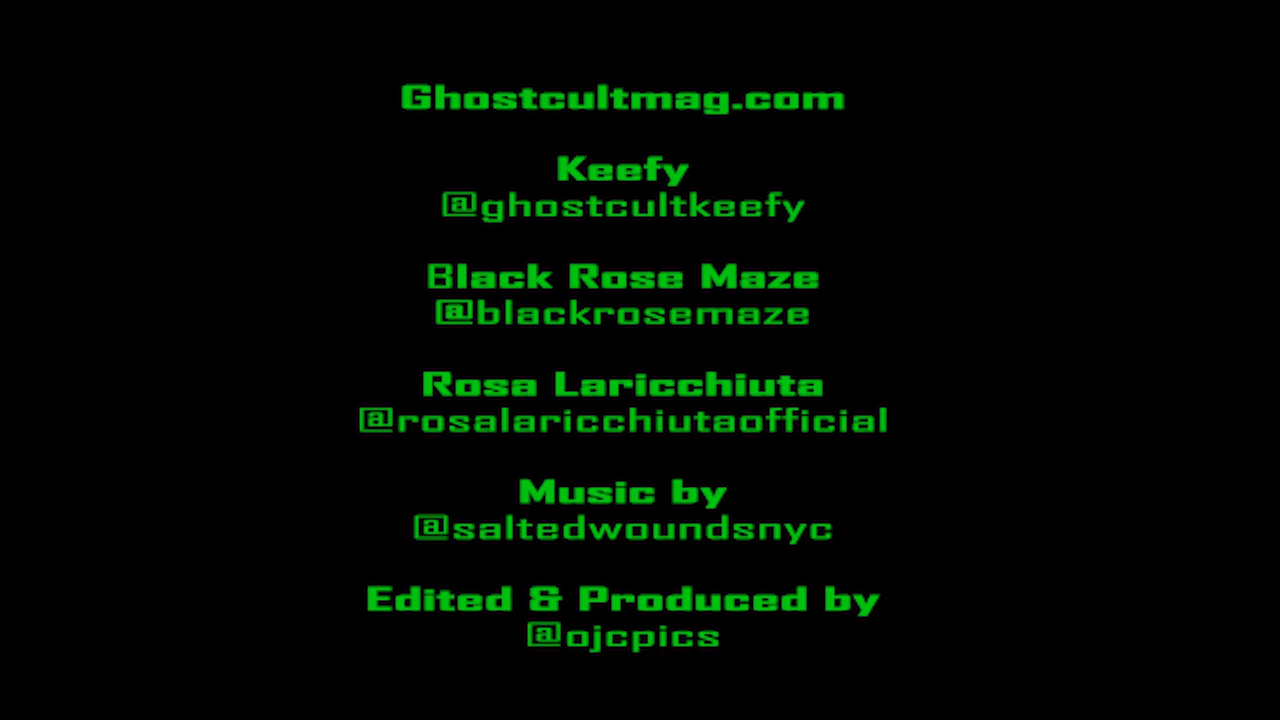 Ghostcultmag.com
Keefy
@ghostcultkeefy
Black Rose Maze
@blackrosemaze
Rosa Laricchiuta
@rosalaricchiutaofficial
Music by
@saltedwoundsnyc
Edited & Produced by
@ojcpics